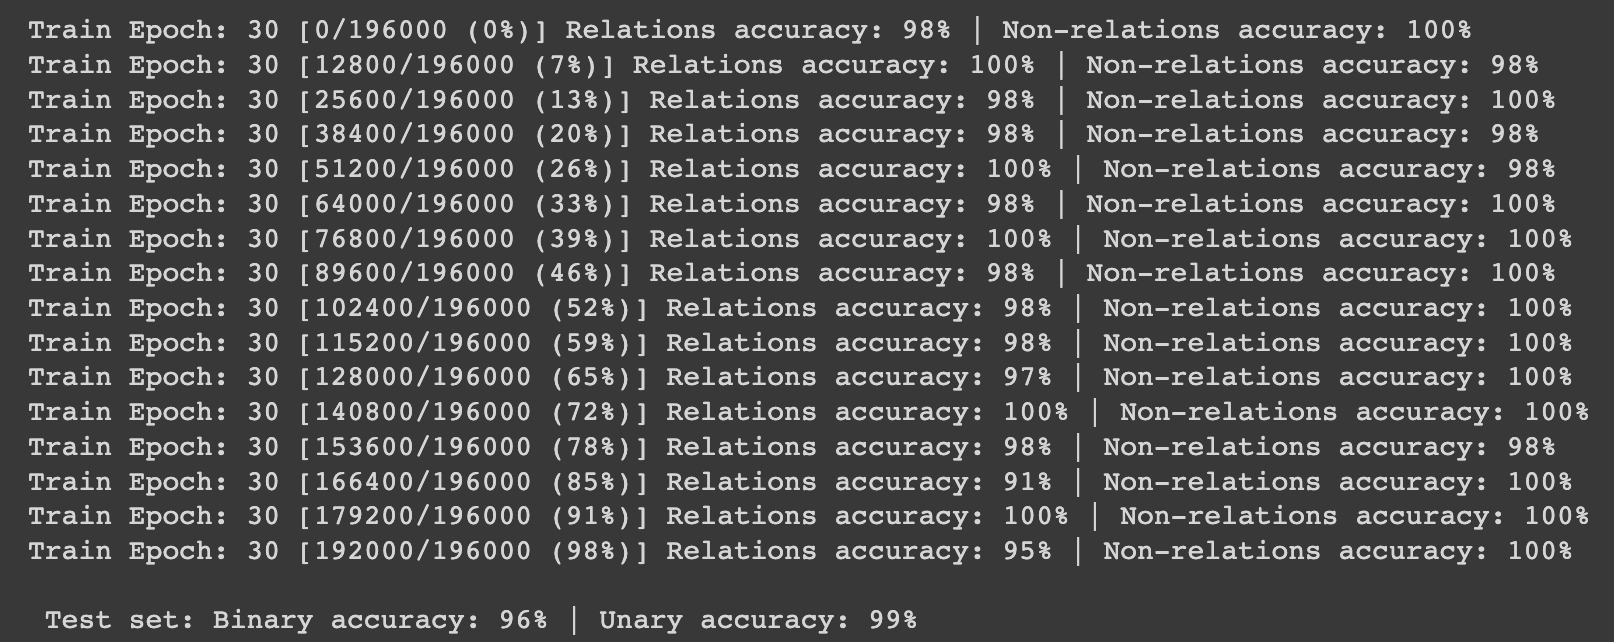 Train Epoch: 30 [0/196000 (0%)] Relations accuracy: 98% | Non-relations accuracy: 100%
Train Epoch: 30 [12800/196000 (7%)] Relations accuracy: 100% | Non-relations accuracy: 98%
Train Epoch: 30 [25600/196000 (13%)] Relations accuracy: 98% | Non-relations accuracy: 100%
Train Epoch: 30 [38400/196000 (20%)] Relations accuracy: 98% | Non-relations accuracy: 98%
Train Epoch: 30 [51200/196000 (26%)] Relations accuracy: 100% | Non-relations accuracy: 98%
Train Epoch: 30 [64000/196000 (33%)] Relations accuracy: 98% | Non-relations accuracy: 100%
Train Epoch: 30 [76800/196000 (39%)] Relations accuracy: 100% | Non-relations accuracy: 100%
Train Epoch: 30 [89600/196000 (46%)] Relations accuracy: 98% | Non-relations accuracy: 100%
Train Epoch: 30 [102400/196000 (52%)] Relations accuracy: 98% | Non-relations accuracy: 100%
Train Epoch: 30 [115200/196000 (59%)] Relations accuracy: 98% | Non-relations accuracy: 100%
Train Epoch: 30 [128000/196000 (65%)] Relations accuracy: 97% | Non-relations accuracy: 100%
Train Epoch: 30 [140800/196000 (72%)] Relations accuracy: 100% | Non-relations accuracy: 100%
Train Epoch: 30 [153600/196000 (78%)] Relations accuracy: 98% | Non-relations accuracy: 98%
Train Epoch: 30 [166400/196000 (85%)] Relations accuracy: 91% | Non-relations accuracy: 100%
Train Epoch: 30 [179200/196000 (91%)] Relations accuracy: 100% | Non-relations accuracy: 100%
Train Epoch: 30 [192000/196000 (98%)] Relations accuracy: 95% | Non-relations accuracy: 100%
Test set: Binary accuracy: 96% | Unary accuracy: 99%